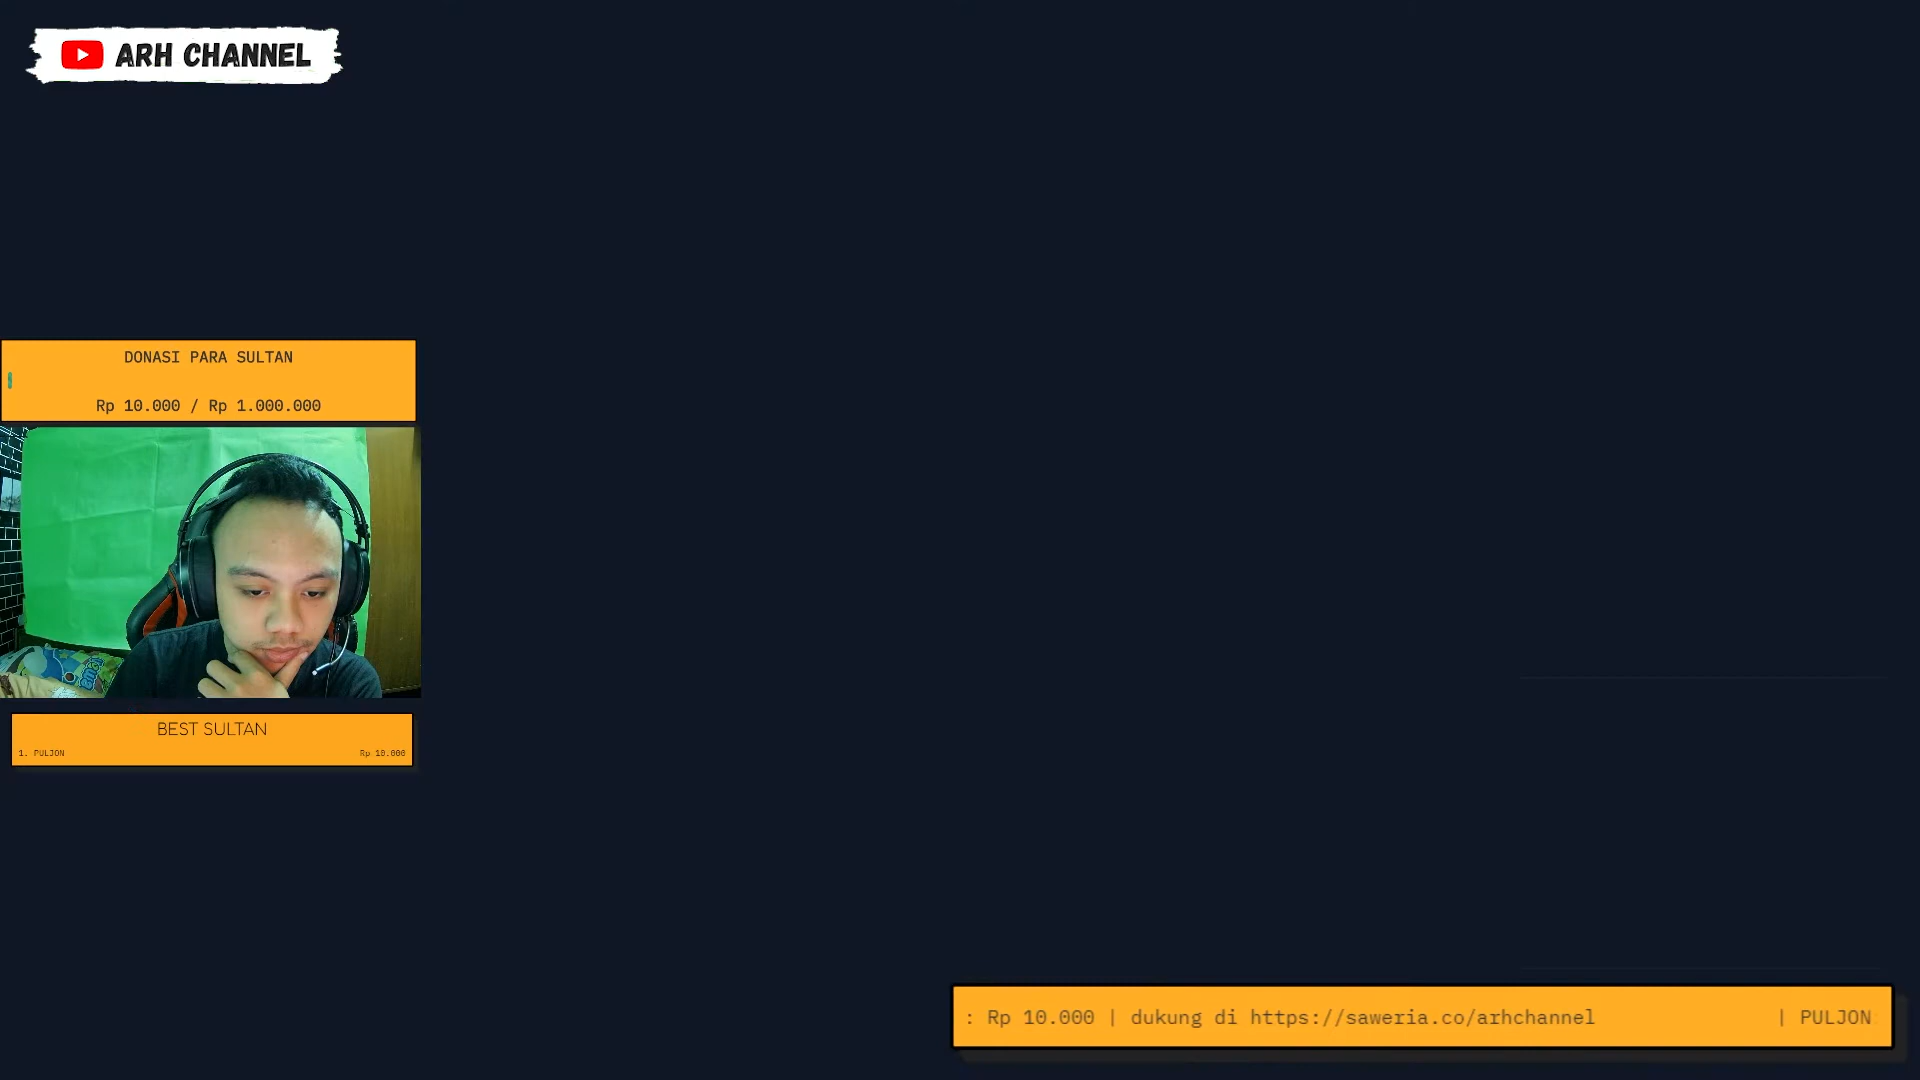 ARH CHANNEL
DONASI PARA SULTAN
Rp 10.000 / Rp 1.000.000
BEST SULTAN
1. PULJON Rp 10.000
: Rp 10.000 | dukung di https://saweria.co/arhchannel | PULJON